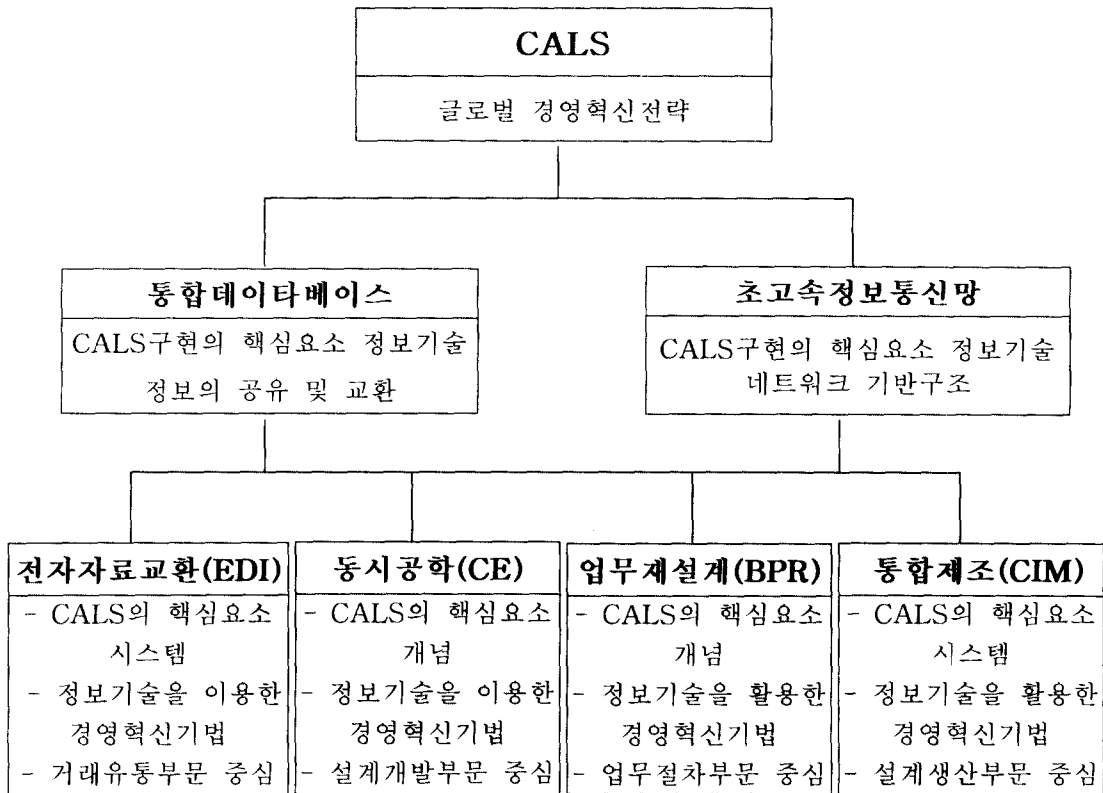 CALS
글로벌 경영혁신전략
통합데이타베이스
CALS구현의 핵심요소 정보기술
정보의 공유 및 교환
초고속정보통신망
CALS구현의 핵심요소 정보기술
네트워크 기반구조
전자자료교환(EDI)
- CALS의 핵심요소
시스템
- 정보기술을 이용한
경영혁신기법
- 거래유통부문 중심
동시공학(CE)
- CALS의 핵심요소
개념
- 정보기술을 이용한
경영혁신기법
- 설계개발부문 중심
업무재설계(BPR)
- CALS의 핵심요소
개념
- 정보기술을 활용한
경영혁신기법
- 업무절차부문 중심
통합제조(CIM)
- CALS의 핵심요소
시스템
- 정보기술을 활용한
경영혁신기법
- 설계생산부문 중심